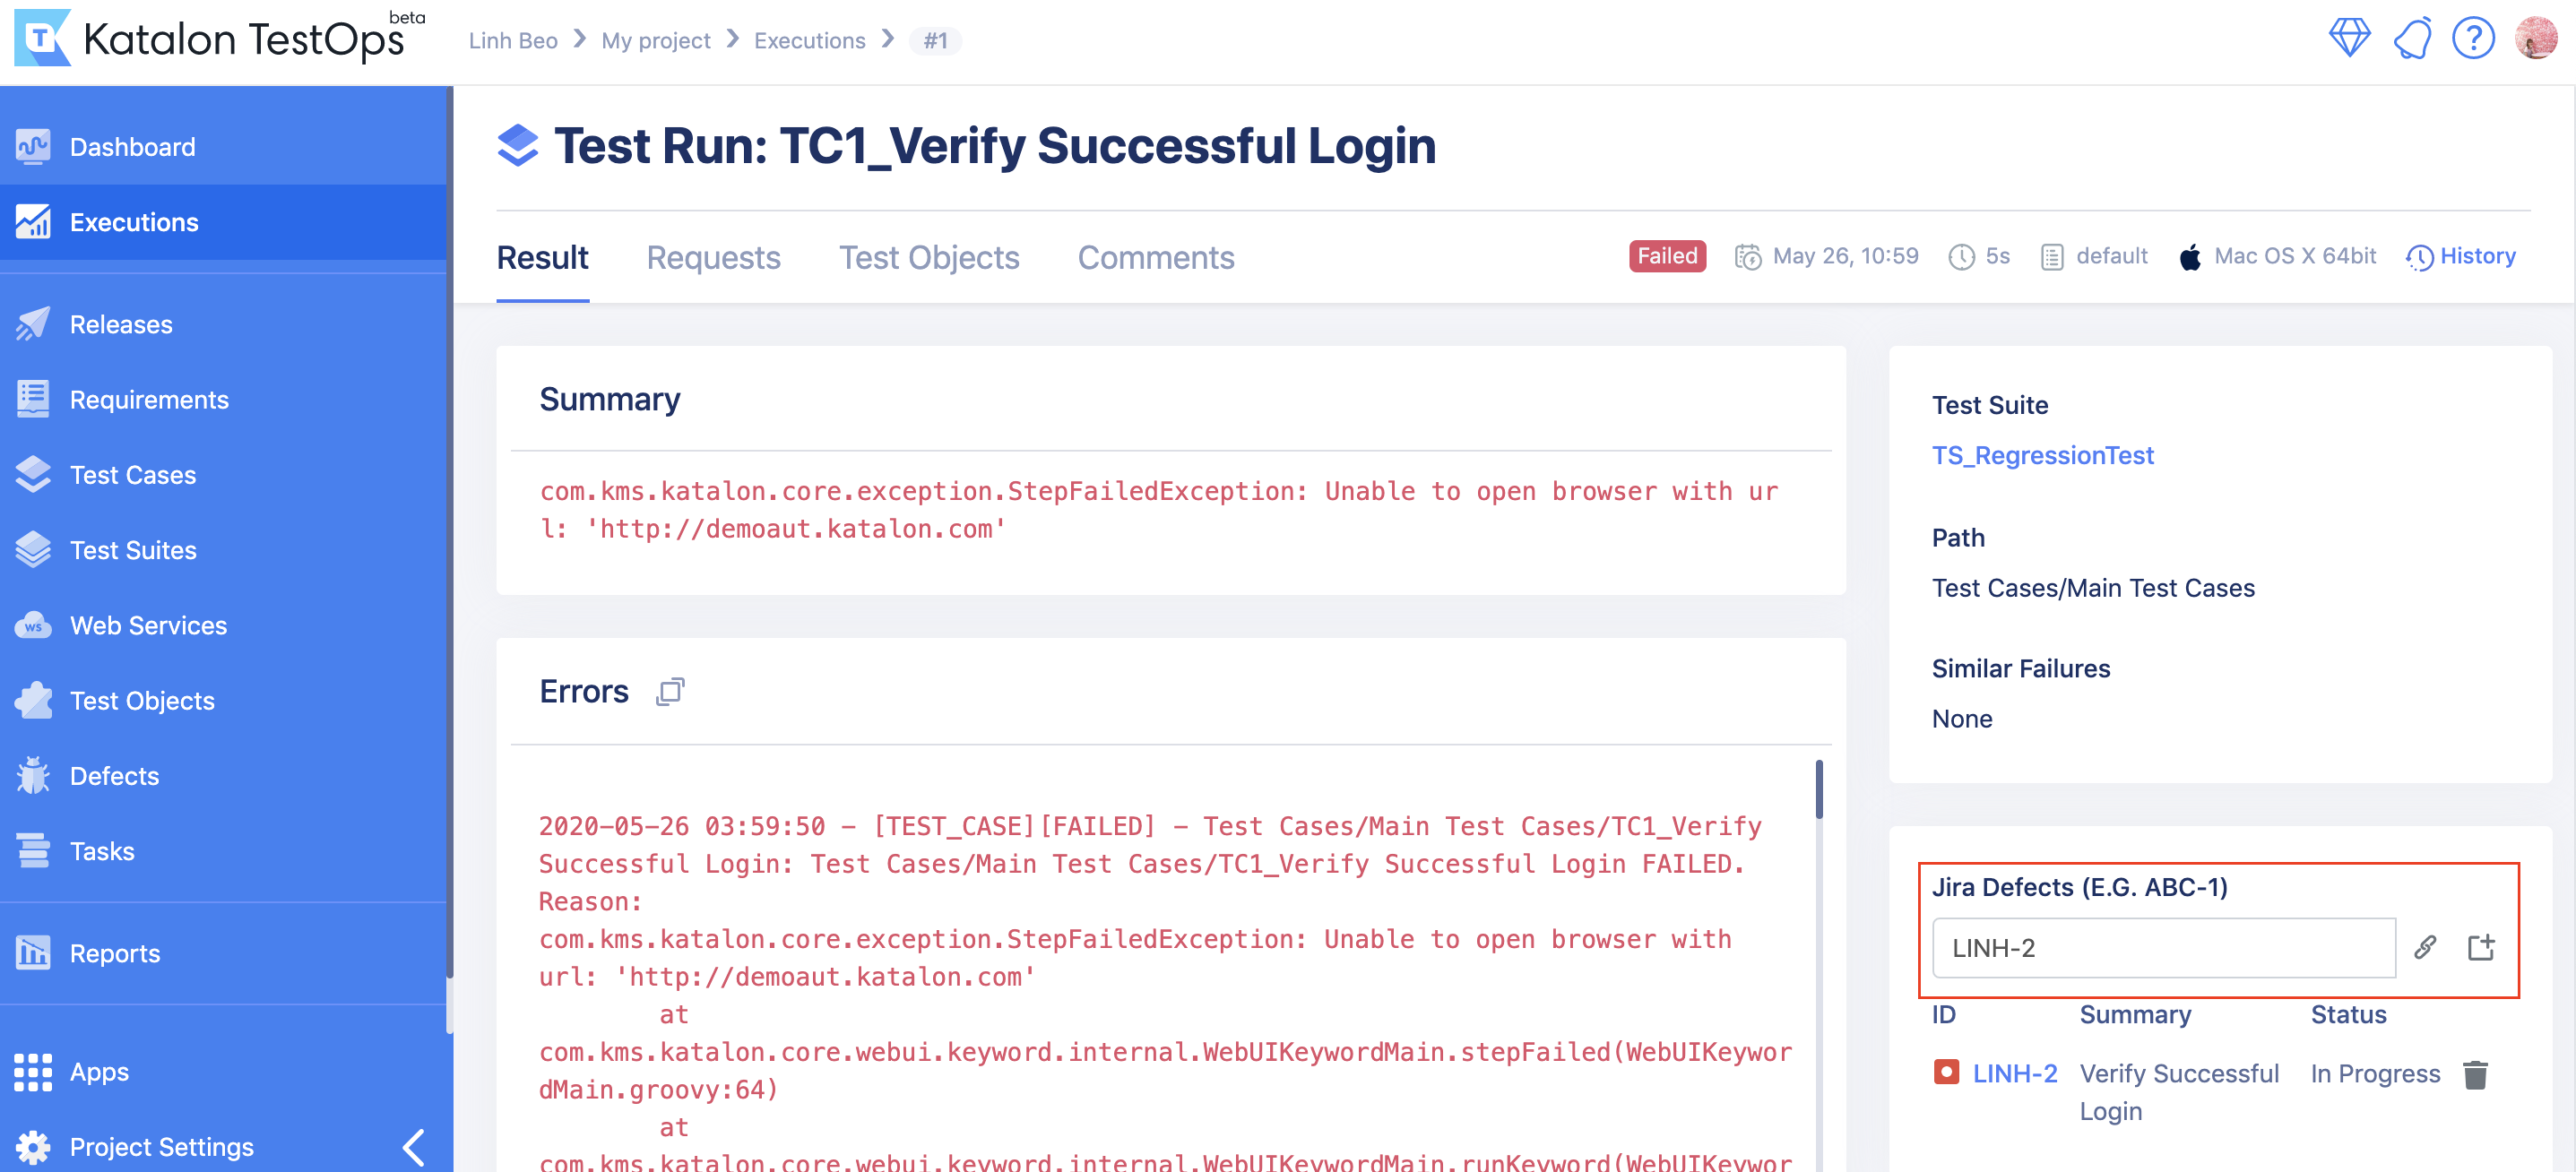 Katalon TestOps beta
Linh Beo > My project > Executions > #1
Dashboard
Executions
Releases
Requirements
Test Cases
Test Suites
WS
Web Services
Test Objects
Defects
Tasks
Reports
Apps
Project Settings
Test Run: TC1_Verify Successful Login
Result Requests Test Objects Comments
Failed May 26, 10:59 5s default Mac OS X 64bit History
Summary
com.kms.katalon.core.exception.StepFailedException: Unable to open browser with ur
l: 'http://demoaut.katalon.com'
Errors
2020-05-26 03:59:50 - [TEST_CASE][FAILED] - Test Cases/Main Test Cases/TC1_Verify
Successful Login: Test Cases/Main Test Cases/TC1_Verify Successful Login FAILED.
Reason:
com.kms.katalon.core.exception.StepFailedException: Unable to open browser with
url: 'http://demoaut.katalon.com'
at
com.kms.katalon.core.webui.keyword.internal.WebUIKeywordMain.stepFailed(WebUIKeywor
dMain.groovy:64)
at
com.kms.katalon.core.webui.keyword.internal.WebUIKeywordMain.runKeyword(WebUIKeywor
Test Suite
TS_RegressionTest
Path
Test Cases/Main Test Cases
Similar Failures
None
Jira Defects (E.G. ABC-1)
LINH-2
ID Summary Status
LINH-2 Verify Successful In Progress
Login